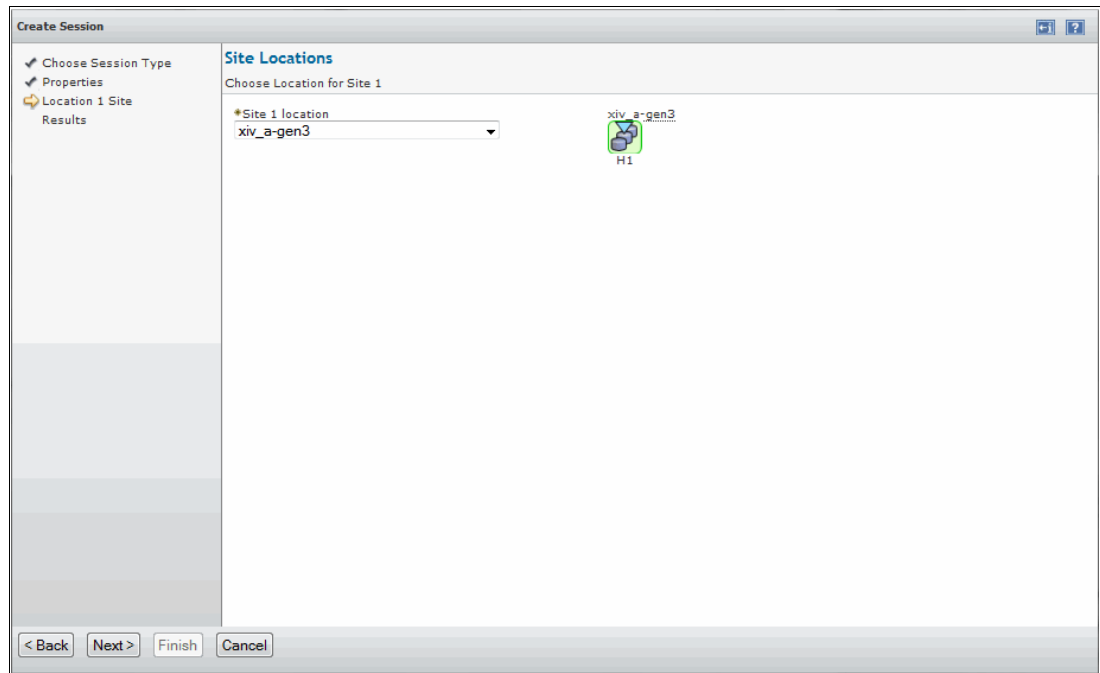 Create Session
Choose Session Type
Properties
Location 1 Site
Results
Site Locations
Choose Location for Site 1
*Site 1 location
xiv_a-gen3
xiv_a-gen3
H1
< Back Next > Finish Cancel